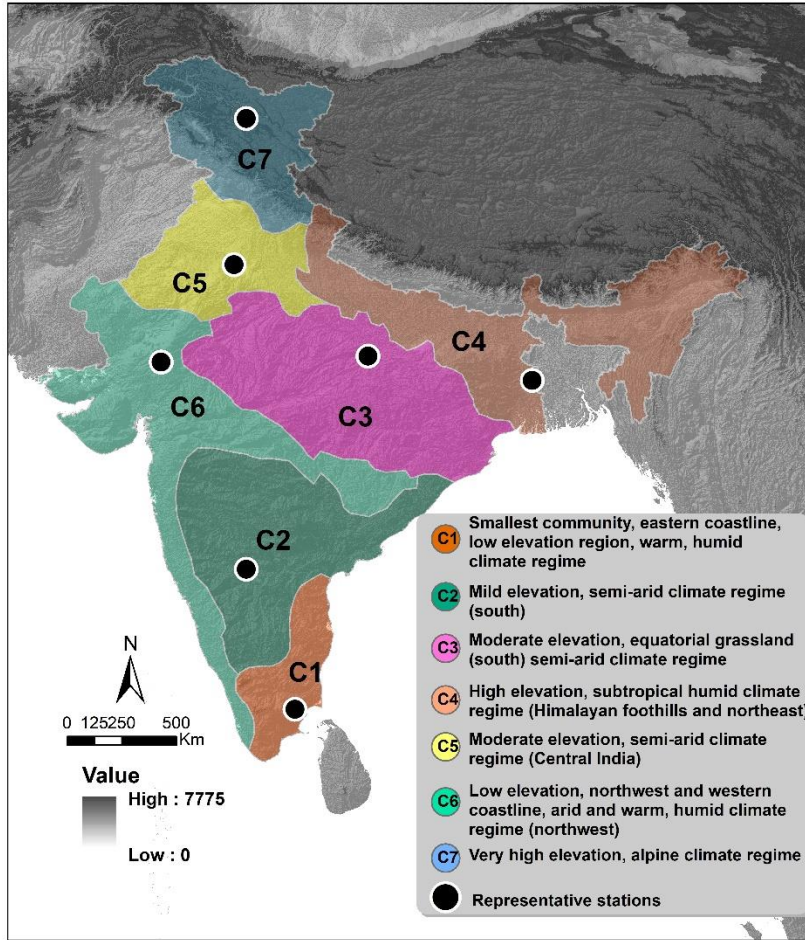 C7
C5
C4
C6
C3
C2
C1
N
0 125250 500
Km
Value
High : 7775
Low : 0
C1 Smallest community, eastern coastline,
low elevation region, warm, humid
climate regime
C2 Mild elevation, semi-arid climate regime
(south)
C3 Moderate elevation, equatorial grassland
(south) semi-arid climate regime
C4 High elevation, subtropical humid climate
regime (Himalayan foothills and northeast)
C5 Moderate elevation, semi-arid climate
regime (Central India)
C6 Low elevation, northwest and western
coastline, arid and warm, humid climate
regime (northwest)
C7 Very high elevation, alpine climate regime
Representative stations